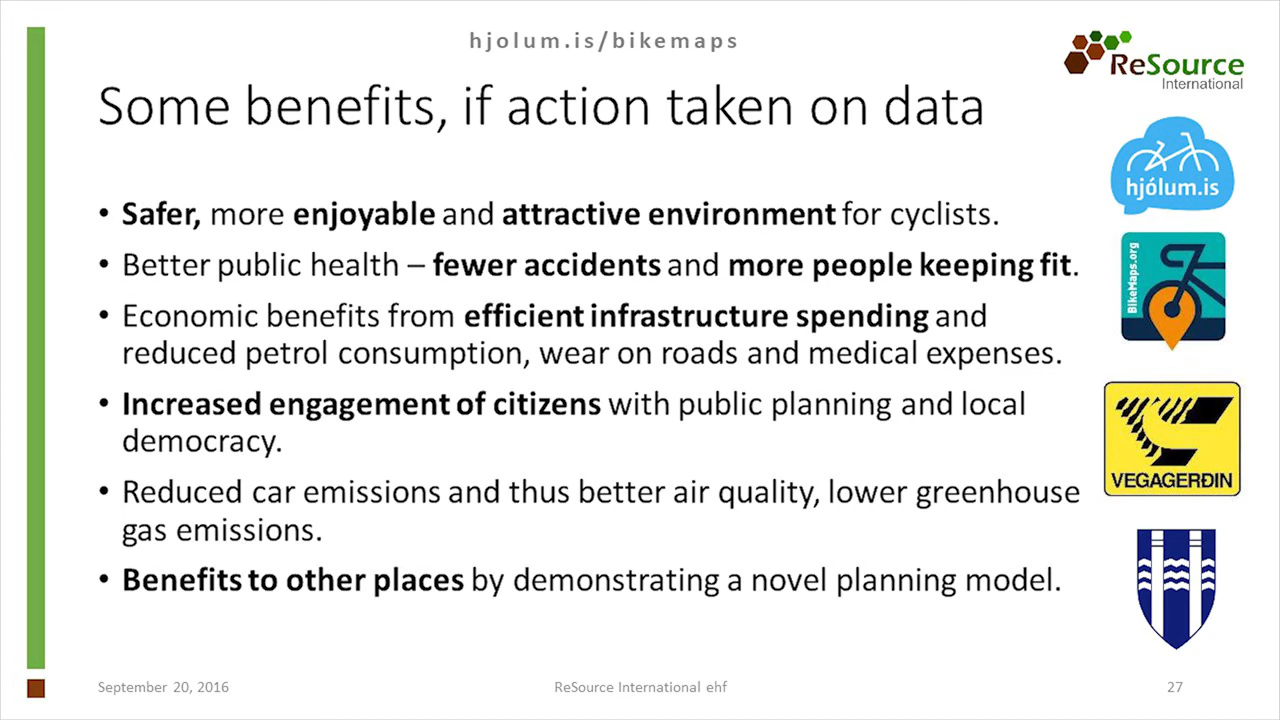 hjolum.is/bikemaps
ReSource
International
Some benefits, if action taken on data
hjólum.is
• Safer, more enjoyable and attractive environment for cyclists.
BikeMaps.org
• Better public health – fewer accidents and more people keeping fit.
• Economic benefits from efficient infrastructure spending and
reduced petrol consumption, wear on roads and medical expenses.
• Increased engagement of citizens with public planning and local
democracy.
VEGAGERÐIN
• Reduced car emissions and thus better air quality, lower greenhouse
gas emissions.
• Benefits to other places by demonstrating a novel planning model.
September 20, 2016
ReSource International ehf
27